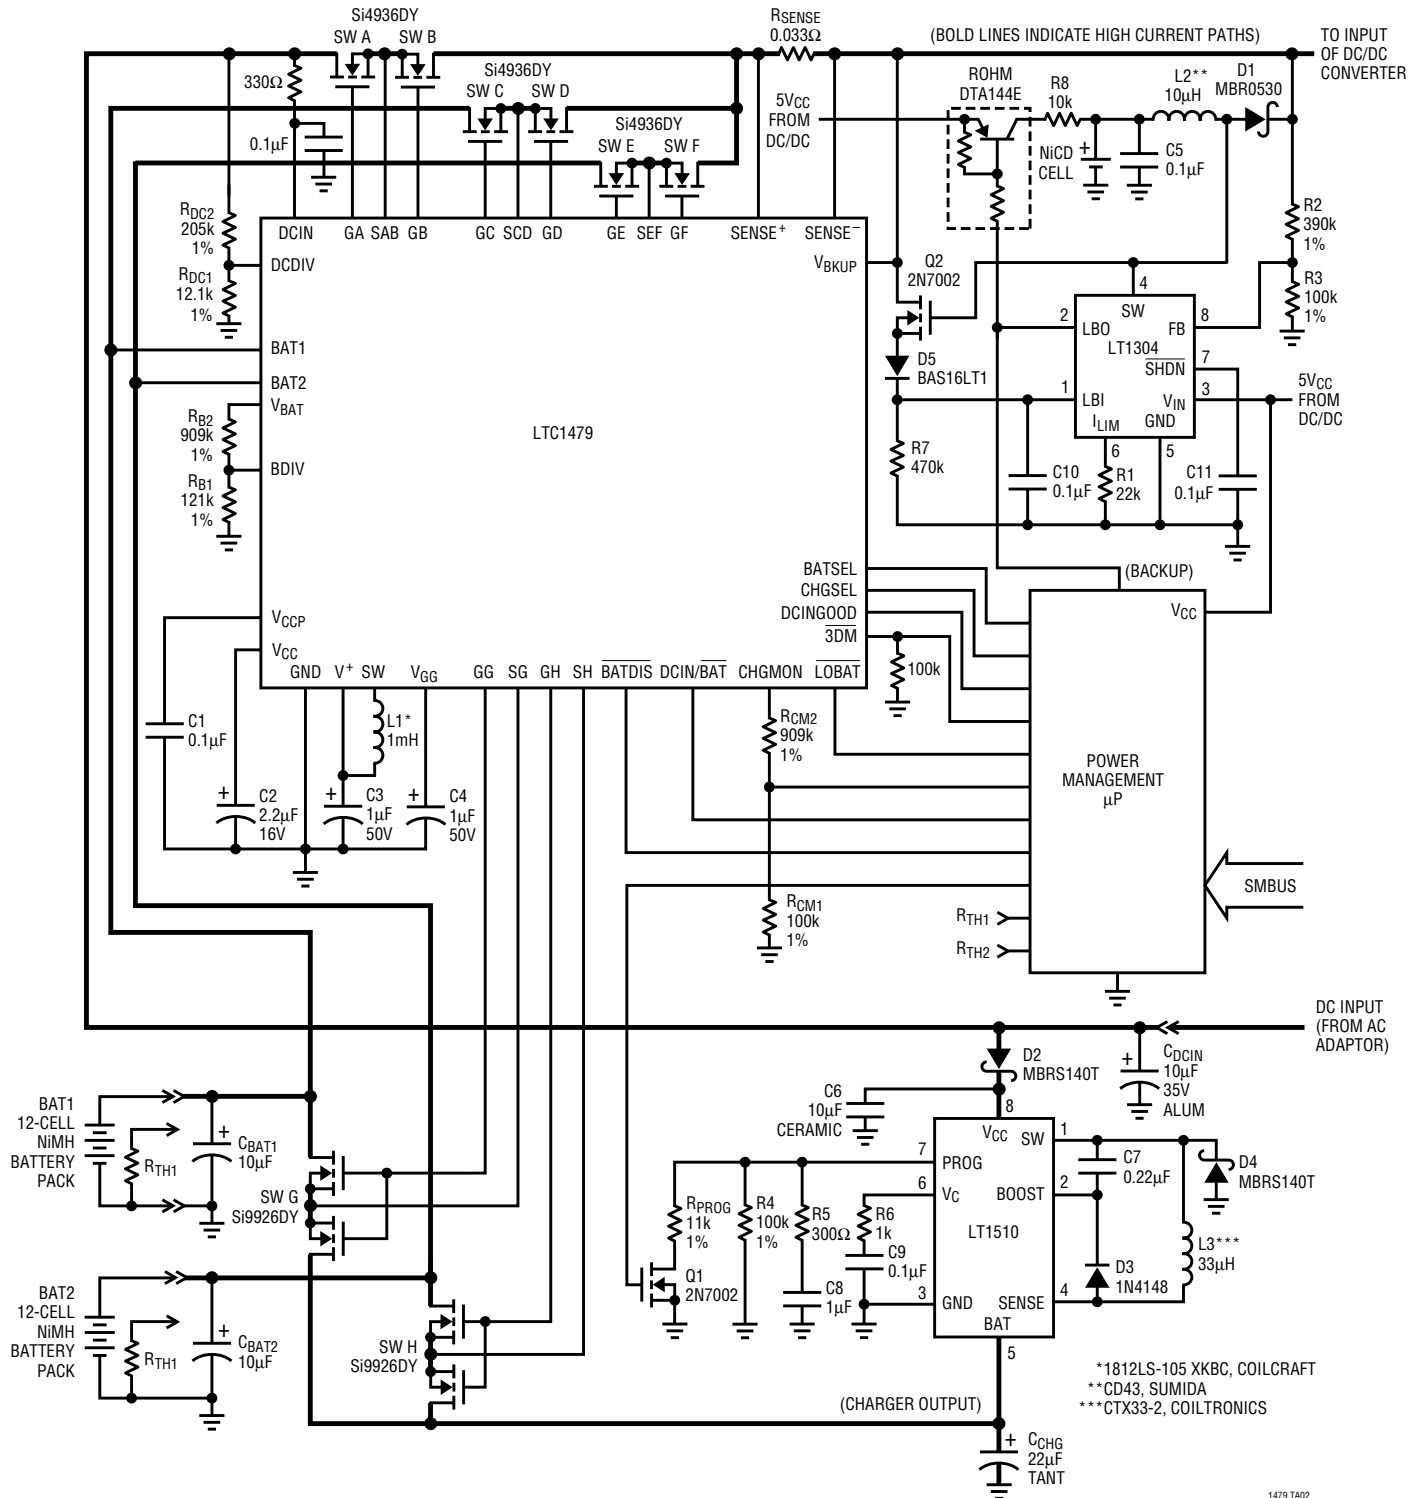 Si4936DY
SW A
SW B
RSENSE
0.033Ω
(BOLD LINES INDICATE HIGH CURRENT PATHS)
TO INPUT
OF DC/DC
CONVERTER
330Ω
0.1µF
Si4936DY
SW C
SW D
Si4936DY
SW E
SW F
5VCC
FROM
DC/DC
ROHM
DTA144E
R8
10k
L2**
10µH
D1
MBR0530
NiCD
CELL
+
C5
0.1µF
RDC2
205k
1%
RDC1
12.1k
1%
DCIN
GA
SAB
GB
GC
SCD
GD
GE
SEF
GF
SENSE+
SENSE–
DCDIV
VBKUP
Q2
2N7002
R2
390k
1%
R3
100k
1%
4
SW
2
LBO
FB
8
LT1304
SHDN
7
1
LBI
VIN
3
ILIM
GND
6
5
5VCC
FROM
DC/DC
D5
BAS16LT1
BAT1
BAT2
VBAT
RB2
909k
1%
BDIV
RB1
121k
1%
LTC1479
R7
470k
C10
0.1µF
R1
22k
C11
0.1µF
BATSEL
CHGSEL
DCINGOOD
3DM
(BACKUP)
VCC
100k
VCCP
VCC
GND
V+
SW
VGG
GG
SG
GH
SH
BATDIS
DCIN/BAT
CHGMON
LOBAT
C1
0.1µF
L1*
1mH
+
C2
2.2µF
16V
+
C3
1µF
50V
+
C4
1µF
50V
RCM2
909k
1%
POWER
MANAGEMENT
µP
SMBUS
RCM1
100k
1%
RTH1
RTH2
DC INPUT
(FROM AC
ADAPTOR)
D2
MBRS140T
+
CDCIN
10µF
35V
ALUM
C6
10µF
CERAMIC
BAT1
12-CELL
NiMH
BATTERY
PACK
RTH1
+
CBAT1
10µF
SW G
Si9926DY
8
VCC
SW
1
7
PROG
6
VC
BOOST
2
LT1510
3
GND
SENSE
4
BAT
5
C7
0.22µF
D4
MBRS140T
L3***
33µH
D3
1N4148
RPROG
11k
1%
R4
100k
1%
R5
300Ω
R6
1k
C9
0.1µF
Q1
2N7002
C8
1µF
BAT2
12-CELL
NiMH
BATTERY
PACK
RTH1
+
CBAT2
10µF
SW H
Si9926DY
(CHARGER OUTPUT)
+
CCHG
22µF
TANT
*1812LS-105 XKBC, COILCRAFT
**CD43, SUMIDA
***CTX33-2, COILTRONICS
1479 TA02